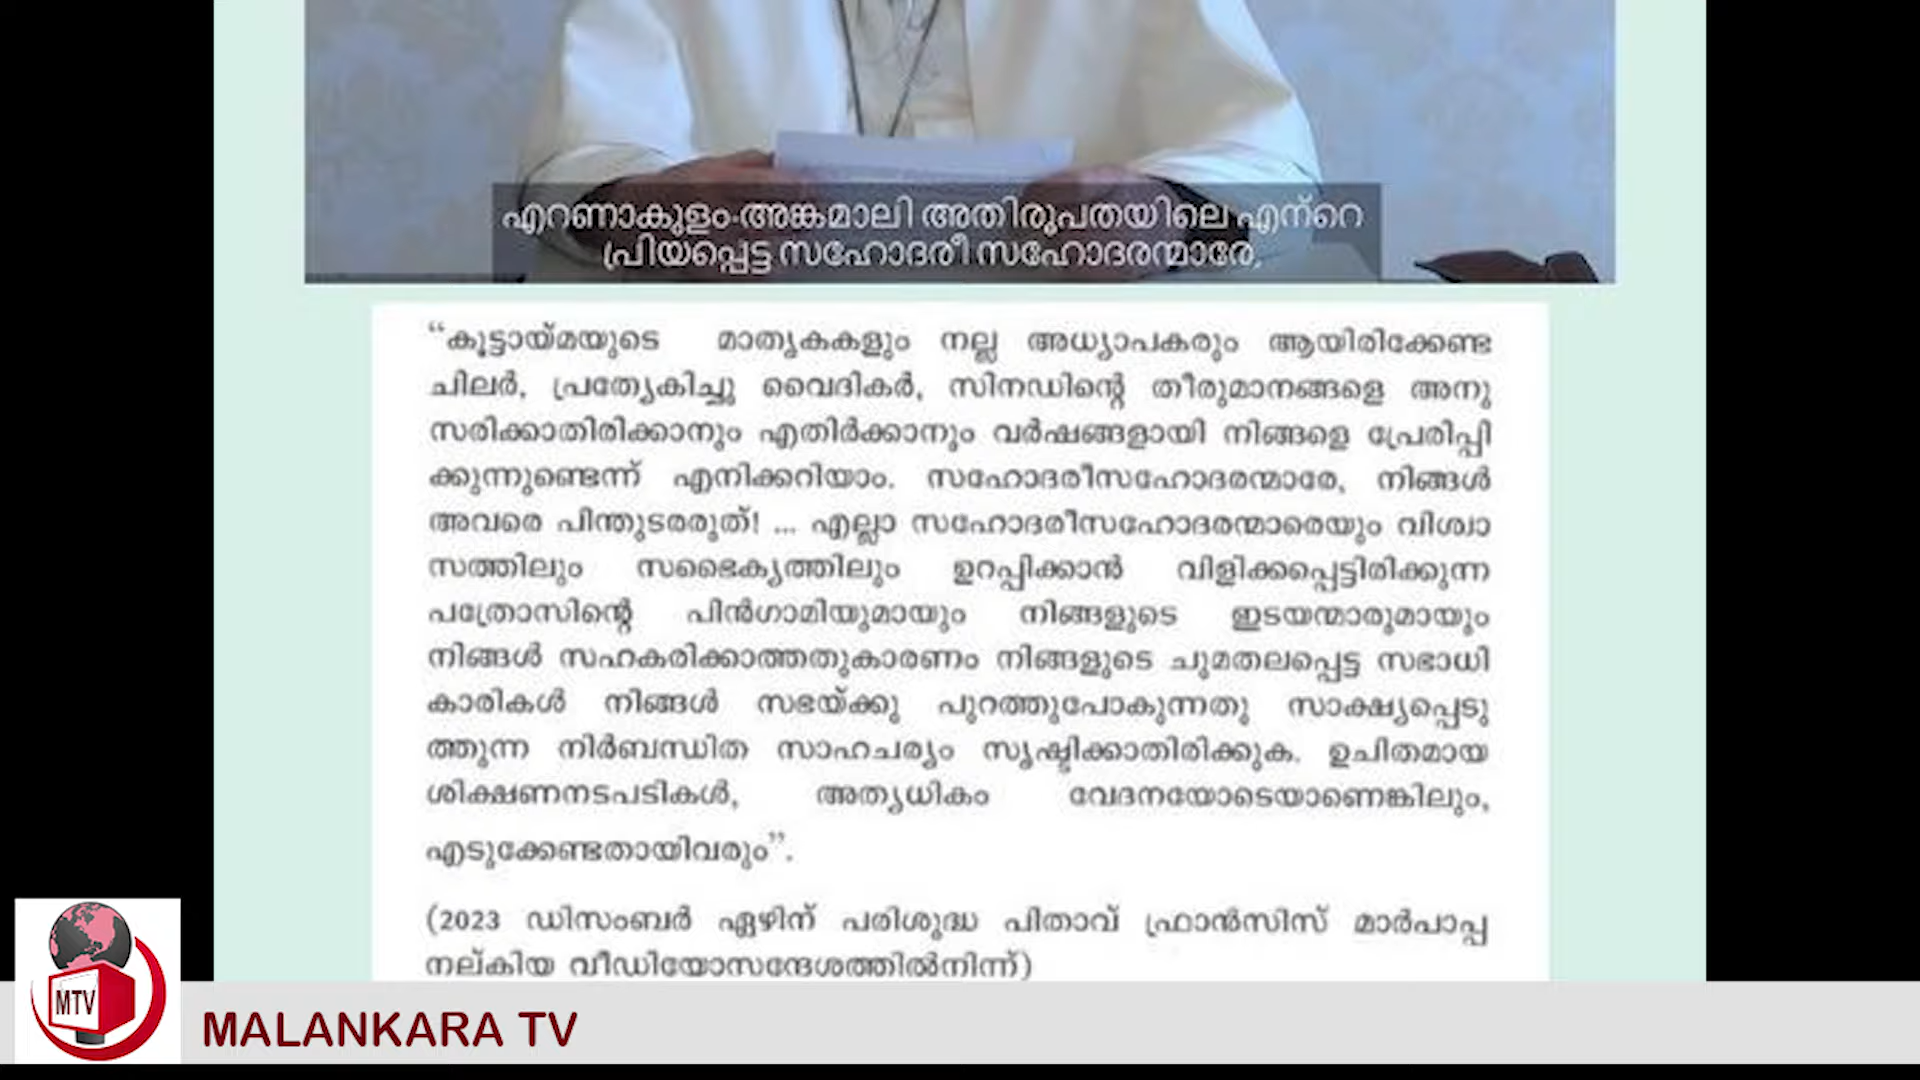 എറണാകുളം-അങ്കമാലി അതിരൂപതയിലെ എന്റെ
പ്രിയപ്പെട്ട സഹോദരീ സഹോദരന്മാരേ,
“കൂട്ടായ്മയുടെ മാതൃകകളും നല്ല അധ്യാപകരും ആയിരിക്കേണ്ട
ചിലർ, പ്രത്യേകിച്ചു വൈദികർ, സിനഡിന്റെ തീരുമാനങ്ങളെ അനു
സരിക്കാതിരിക്കാനും എതിർക്കാനും വർഷങ്ങളായി നിങ്ങളെ പ്രേരിപ്പി
ക്കുന്നുണ്ടെന്ന് എനിക്കറിയാം. സഹോദരീസഹോദരന്മാരേ, നിങ്ങൾ
അവരെ പിന്തുടരരുത്! ... എല്ലാ സഹോദരീസഹോദരന്മാരെയും വിശ്വാ
സത്തിലും സഭൈക്യത്തിലും ഉറപ്പിക്കാൻ വിളിക്കപ്പെട്ടിരിക്കുന്ന
പത്രോസിന്റെ പിൻഗാമിയുമായും നിങ്ങളുടെ ഇടയന്മാരുമായും
നിങ്ങൾ സഹകരിക്കാത്തതുകാരണം നിങ്ങളുടെ ചുമതലപ്പെട്ട സഭാധി
കാരികൾ നിങ്ങൾ സഭയ്ക്കു പുറത്തുപോകുന്നതു സാക്ഷ്യപ്പെടു
ത്തുന്ന നിർബന്ധിത സാഹചര്യം സൃഷ്ടിക്കാതിരിക്കുക. ഉചിതമായ
ശിക്ഷണനടപടികൾ, അത്യധികം വേദനയോടെയാണെങ്കിലും,
എടുക്കേണ്ടതായിവരും”.
(2023 ഡിസംബർ ഏഴിന് പരിശുദ്ധ പിതാവ് ഫ്രാൻസിസ് മാർപാപ്പ
നല്കിയ വീഡിയോസന്ദേശത്തിൽനിന്ന്)
MTV
MALANKARA TV